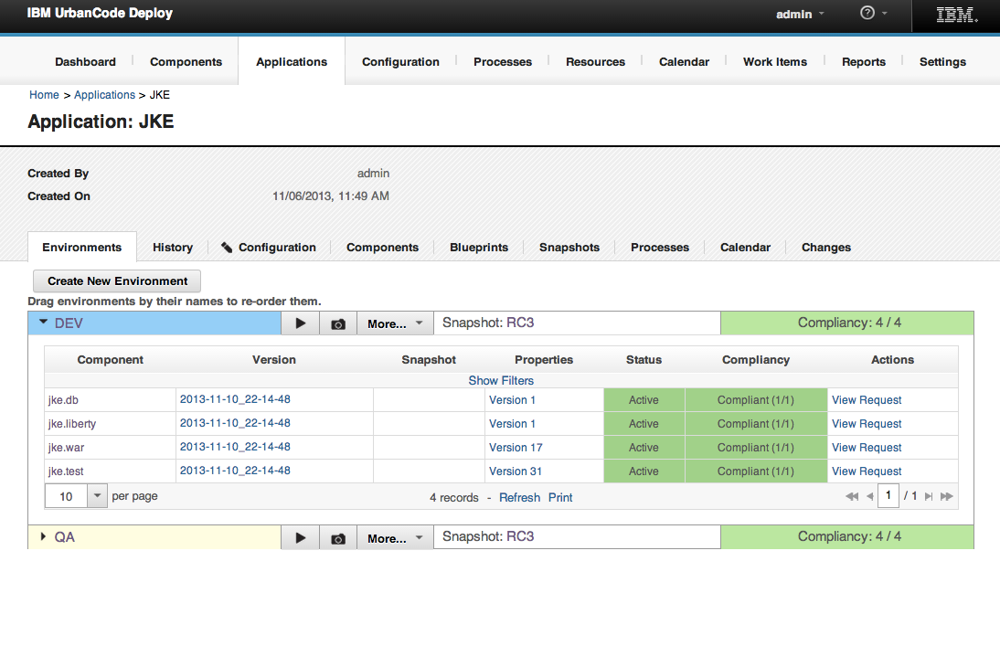 IBM UrbanCode Deploy admin ? IBM.
Dashboard Components Applications Configuration Processes Resources Calendar Work Items Reports Settings
Home > Applications > JKE
Application: JKE
Created By admin
Created On 11/06/2013, 11:49 AM
Environments History Configuration Components Blueprints Snapshots Processes Calendar Changes
Create New Environment
Drag environments by their names to re-order them.
DEV More... Snapshot: RC3 Compliancy: 4 / 4
Component Version Snapshot Properties Status Compliancy Actions
Show Filters
jke.db 2013-11-10_22-14-48 Version 1 Active Compliant (1/1) View Request
jke.liberty 2013-11-10_22-14-48 Version 1 Active Compliant (1/1) View Request
jke.war 2013-11-10_22-14-48 Version 17 Active Compliant (1/1) View Request
jke.test 2013-11-10_22-14-48 Version 31 Active Compliant (1/1) View Request
10 per page 4 records - Refresh Print 1 / 1
QA More... Snapshot: RC3 Compliancy: 4 / 4